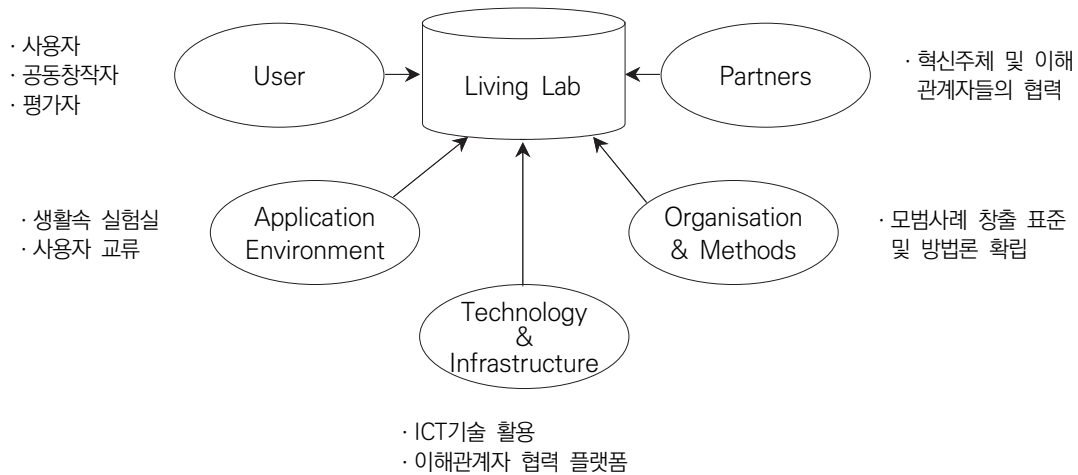 · 사용자
· 공동창작자
· 평가자
User
Living Lab
Partners
· 혁신주체 및 이해
관계자들의 협력
· 생활속 실험실
· 사용자 교류
Application
Environment
Organisation
& Methods
· 모범사례 창출 표준
및 방법론 확립
Technology
&
Infrastructure
· ICT기술 활용
· 이해관계자 협력 플랫폼